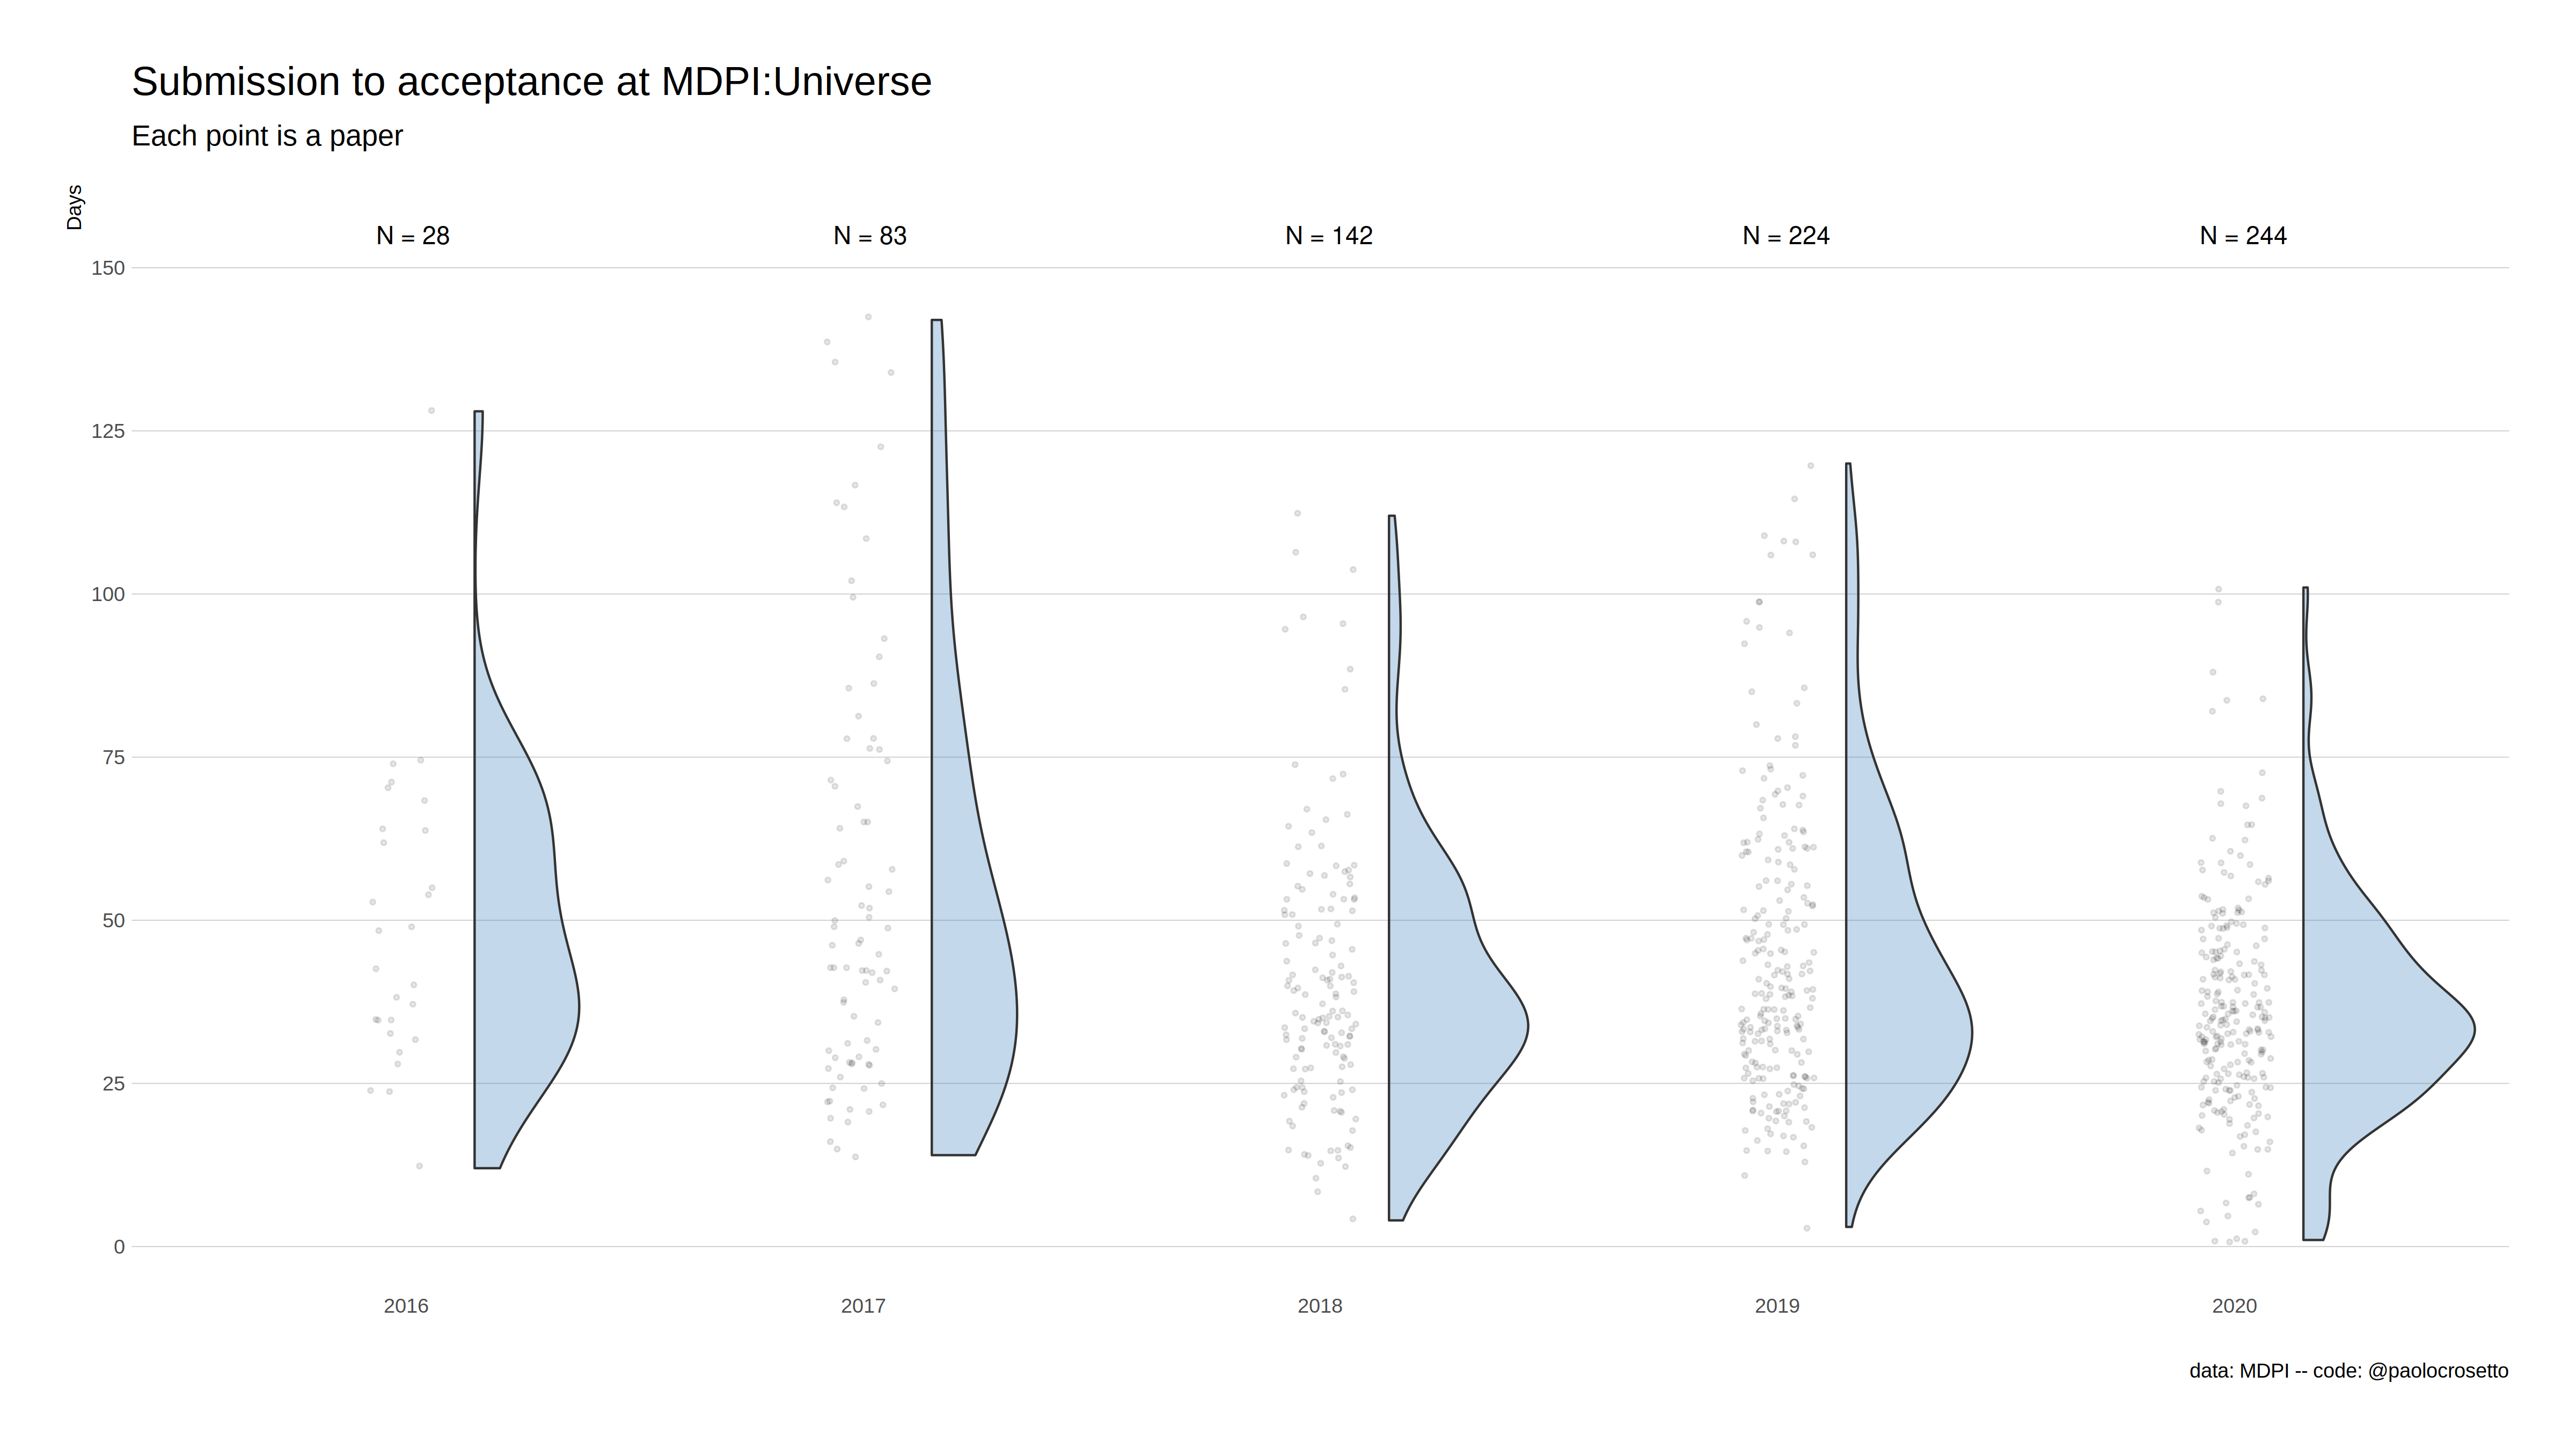 Submission to acceptance at MDPI:Universe
Each point is a paper
Days
N = 28
N = 83
N = 142
N = 224
N = 244
150
125
100
75
50
25
0
2016
2017
2018
2019
2020
data: MDPI -- code: @paolocrosetto